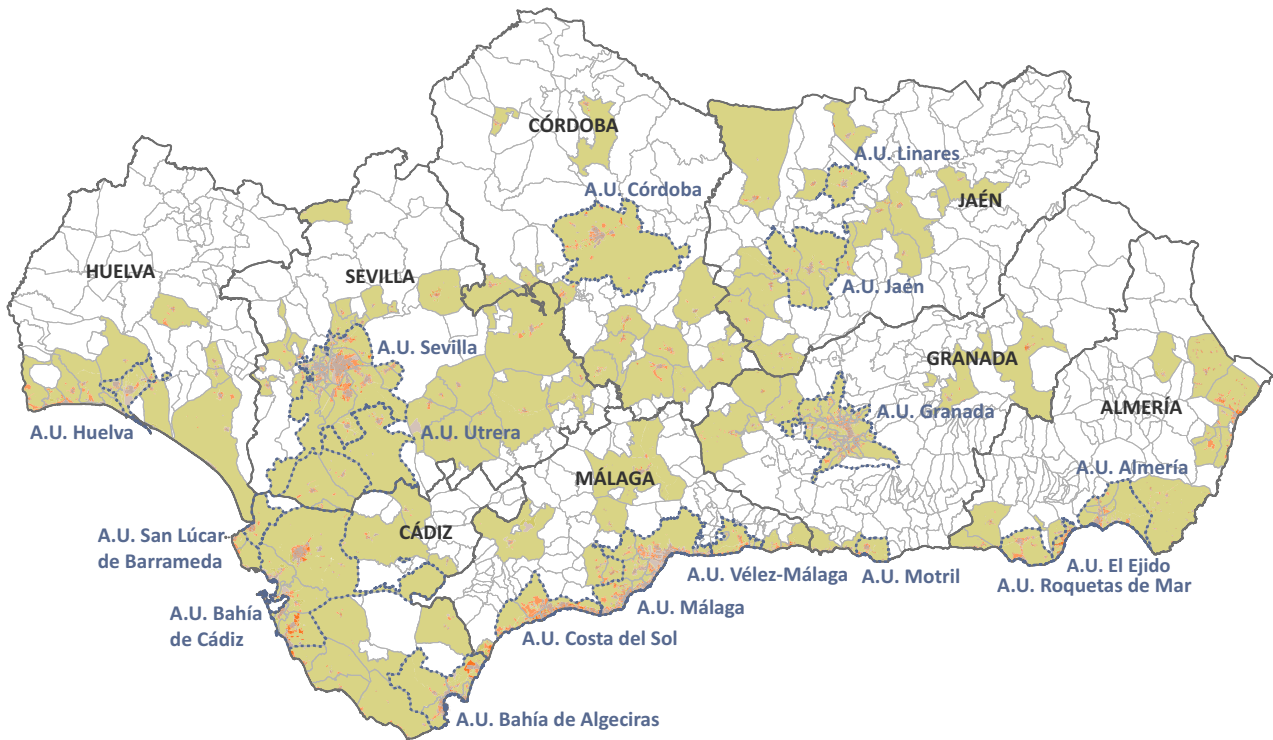 CÓRDOBA
A.U. Linares
A.U. Córdoba
JAÉN
HUELVA
SEVILLA
A.U. Jaén
A.U. Sevilla
GRANADA
ALMERÍA
A.U. Huelva
A.U. Utrera
A.U. Granada
MÁLAGA
A.U. Almería
A.U. San Lúcar
de Barrameda
CÁDIZ
A.U. Vélez-Málaga
A.U. Motril
A.U. El Ejido
A.U. Roquetas de Mar
A.U. Bahía
de Cádiz
A.U. Málaga
A.U. Costa del Sol
A.U. Bahía de Algeciras